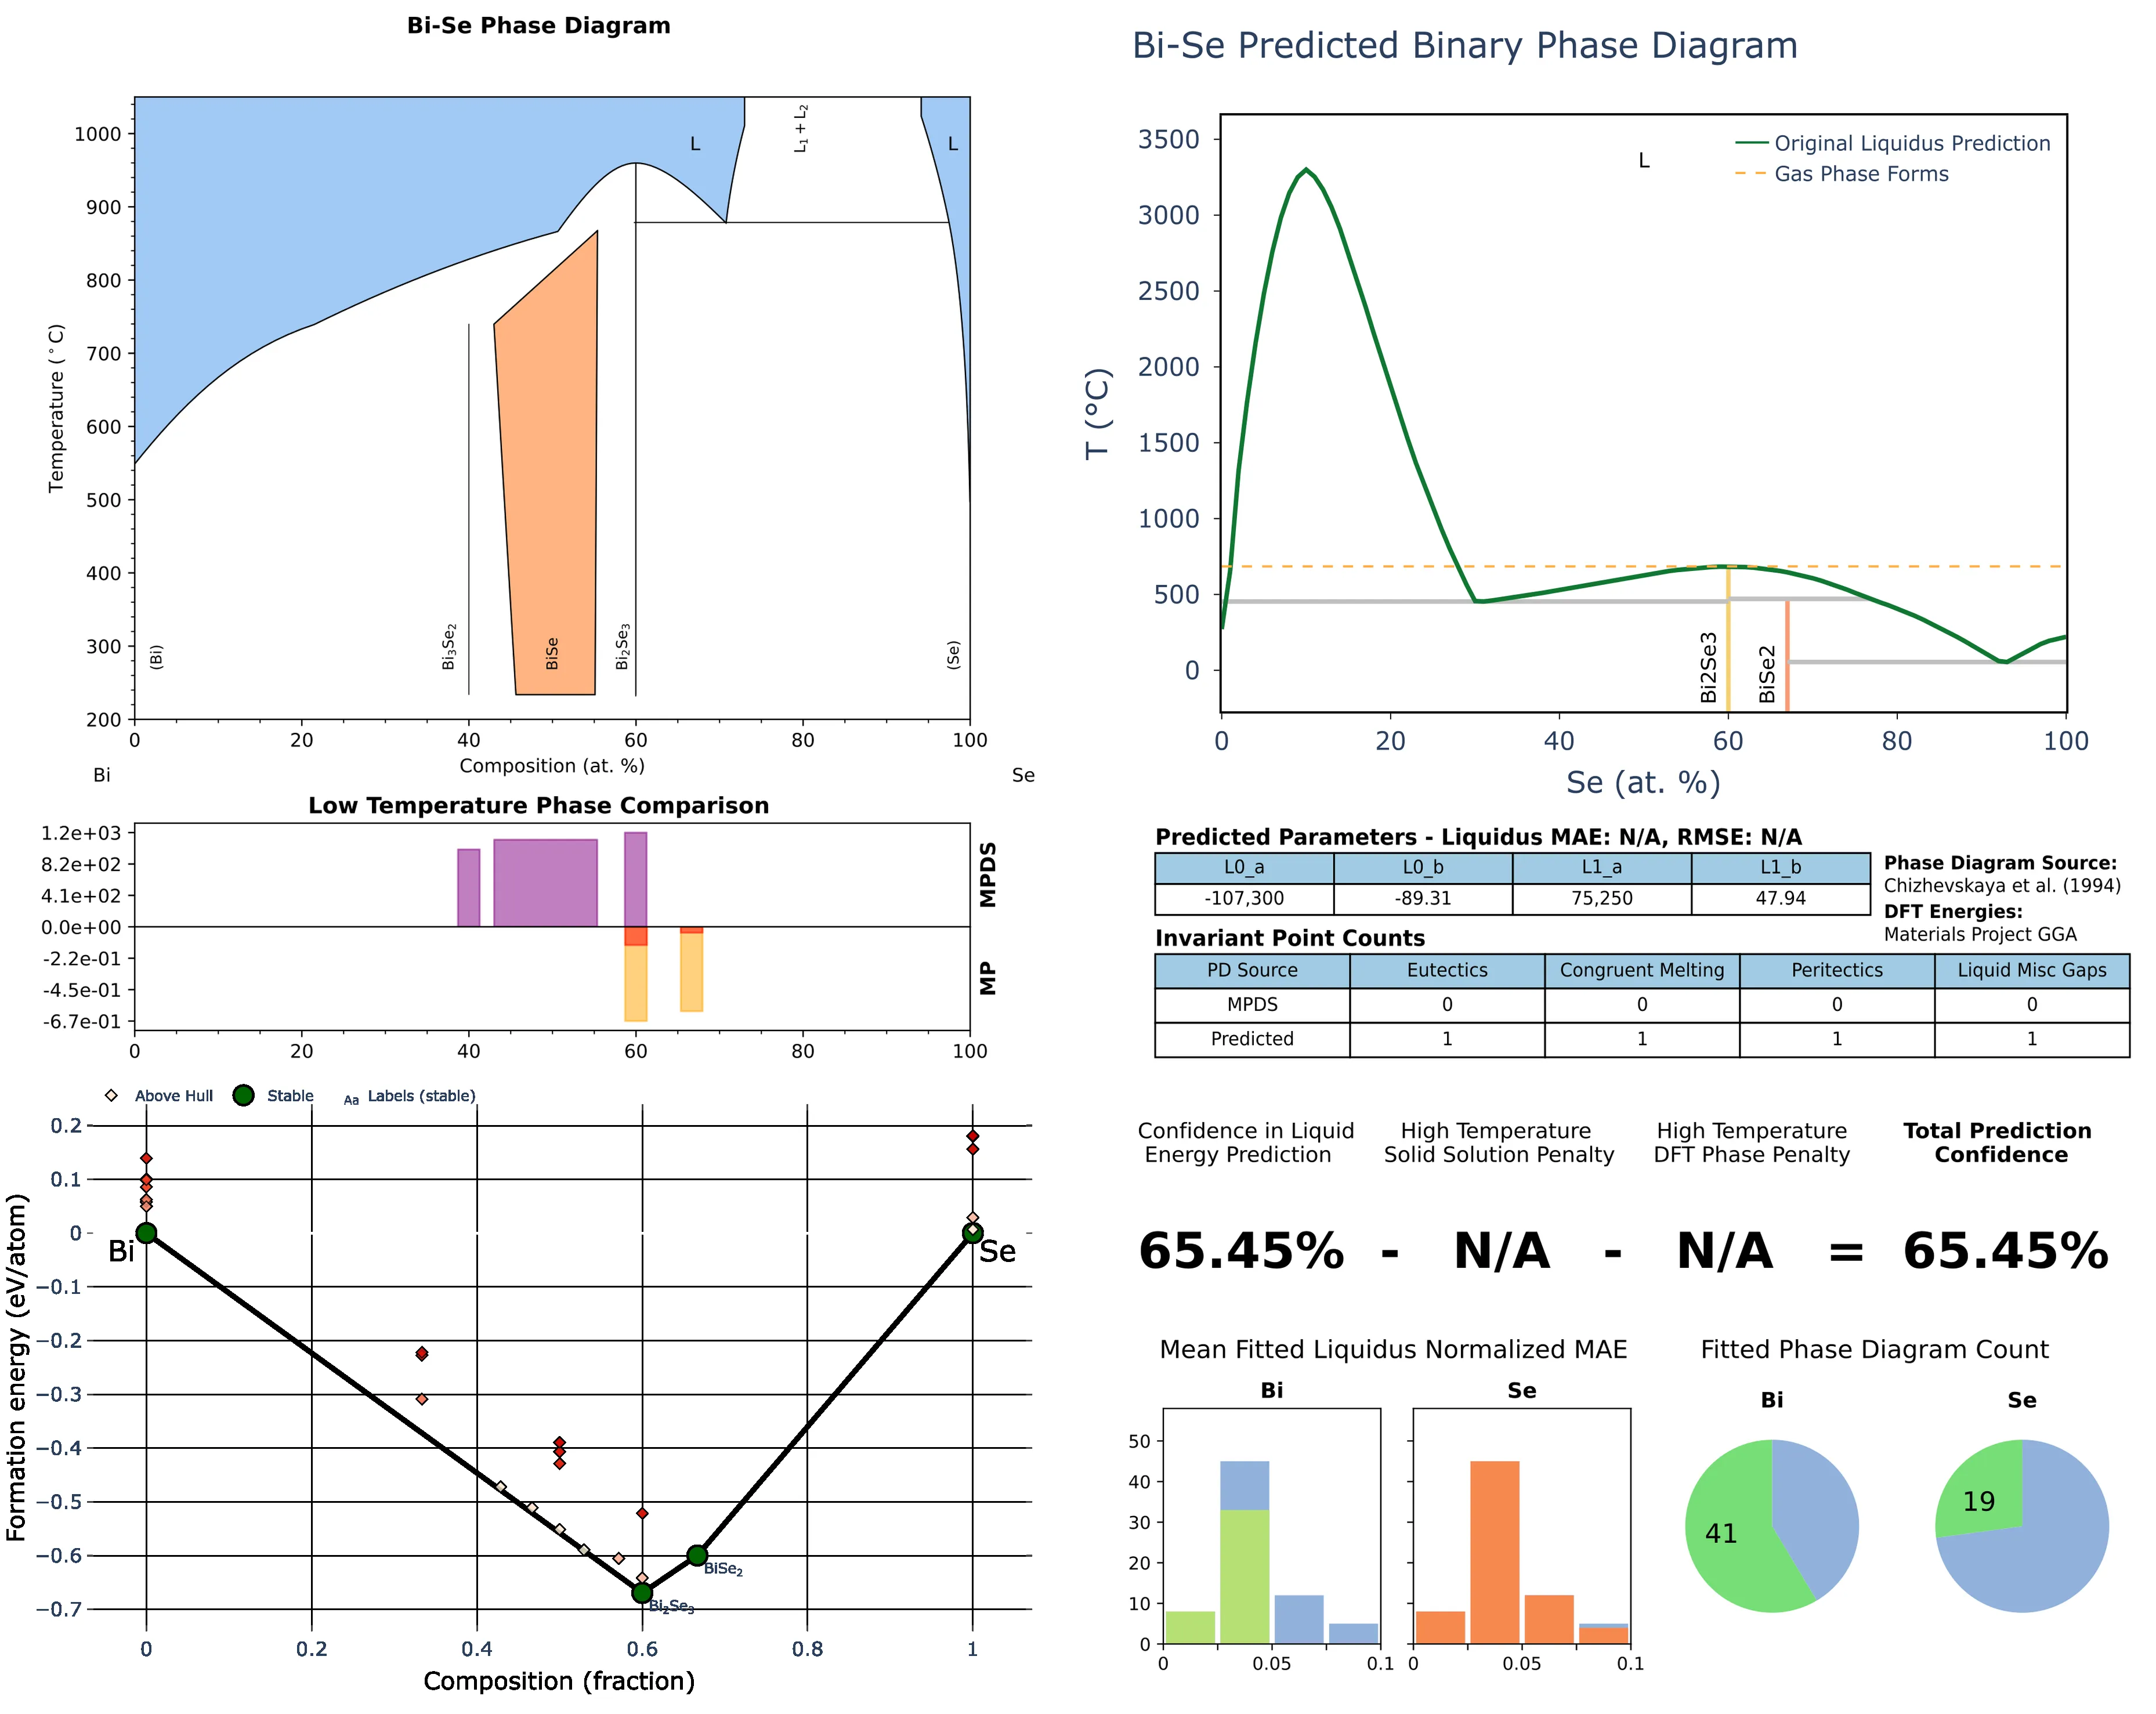 Bi-Se Phase Diagram
Temperature (°C)
1000
900
800
700
600
500
400
300
200
L
L₁ + L₂
L
(Bi)
Bi₃Se₂
BiSe
Bi₂Se₃
(Se)
0 20 40 60 80 100
Composition (at. %)
Bi Se
Low Temperature Phase Comparison
1.2e+03
8.2e+02
4.1e+02
0.0e+00
-2.2e-01
-4.5e-01
-6.7e-01
MPDS
MP
0 20 40 60 80 100
Above Hull Stable Aa Labels (stable)
Formation energy (eV/atom)
0.2
0.1
0
−0.1
−0.2
−0.3
−0.4
−0.5
−0.6
−0.7
Bi
Se
BiSe₂
Bi₂Se₃
0 0.2 0.4 0.6 0.8 1
Composition (fraction)
Bi-Se Predicted Binary Phase Diagram
T (°C)
3500
3000
2500
2000
1500
1000
500
0
L
Original Liquidus Prediction
Gas Phase Forms
Bi2Se3
BiSe2
0 20 40 60 80 100
Se (at. %)
Predicted Parameters - Liquidus MAE: N/A, RMSE: N/A
L0_a L0_b L1_a L1_b
-107,300 -89.31 75,250 47.94
Phase Diagram Source:
Chizhevskaya et al. (1994)
DFT Energies:
Materials Project GGA
Invariant Point Counts
PD Source Eutectics Congruent Melting Peritectics Liquid Misc Gaps
MPDS 0 0 0 0
Predicted 1 1 1 1
Confidence in Liquid
Energy Prediction
High Temperature
Solid Solution Penalty
High Temperature
DFT Phase Penalty
Total Prediction
Confidence
65.45% - N/A - N/A = 65.45%
Mean Fitted Liquidus Normalized MAE
Bi
Se
50
40
30
20
10
0
0 0.05 0.1
0 0.05 0.1
Fitted Phase Diagram Count
Bi
Se
41
19